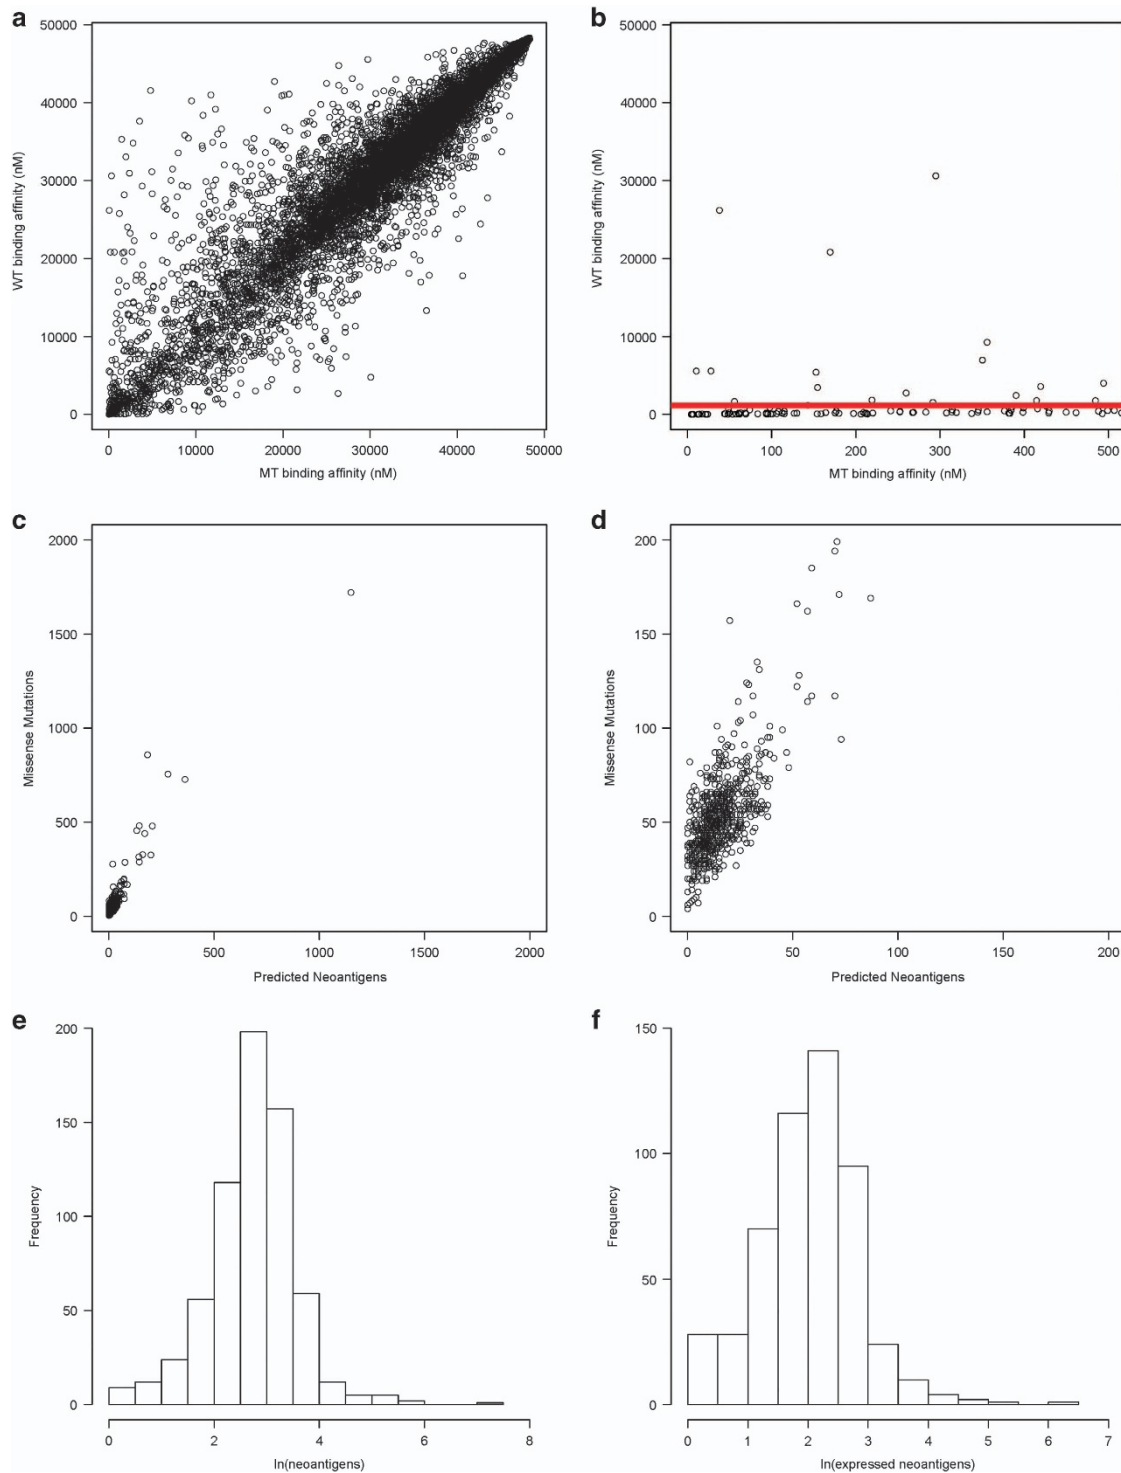 a
b
50000
40000
30000
20000
10000
0
WT binding affinity (nM)
0 10000 20000 30000 40000 50000
MT binding affinity (nM)
50000
40000
30000
20000
10000
0
WT binding affinity (nM)
0 100 200 300 400 500
MT binding affinity (nM)
c
d
2000
1500
1000
500
0
Missense Mutations
0 500 1000 1500 2000
Predicted Neoantigens
200
150
100
50
0
Missense Mutations
0 50 100 150 200
Predicted Neoantigens
e
f
200
150
100
50
0
Frequency
0 2 4 6 8
ln(neoantigens)
150
100
50
0
Frequency
0 1 2 3 4 5 6 7
ln(expressed neoantigens)